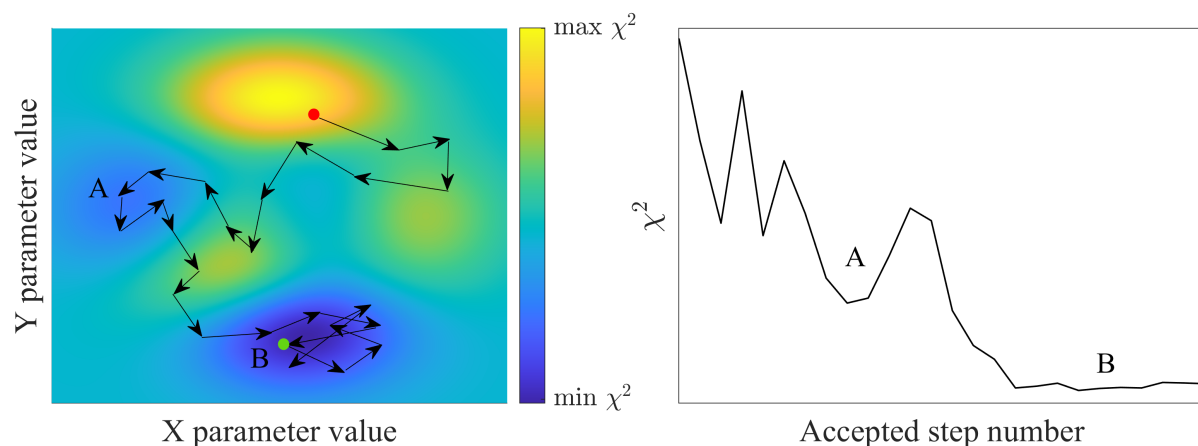 max χ²
Y parameter value
A
B
min χ²
X parameter value
χ²
A
B
Accepted step number